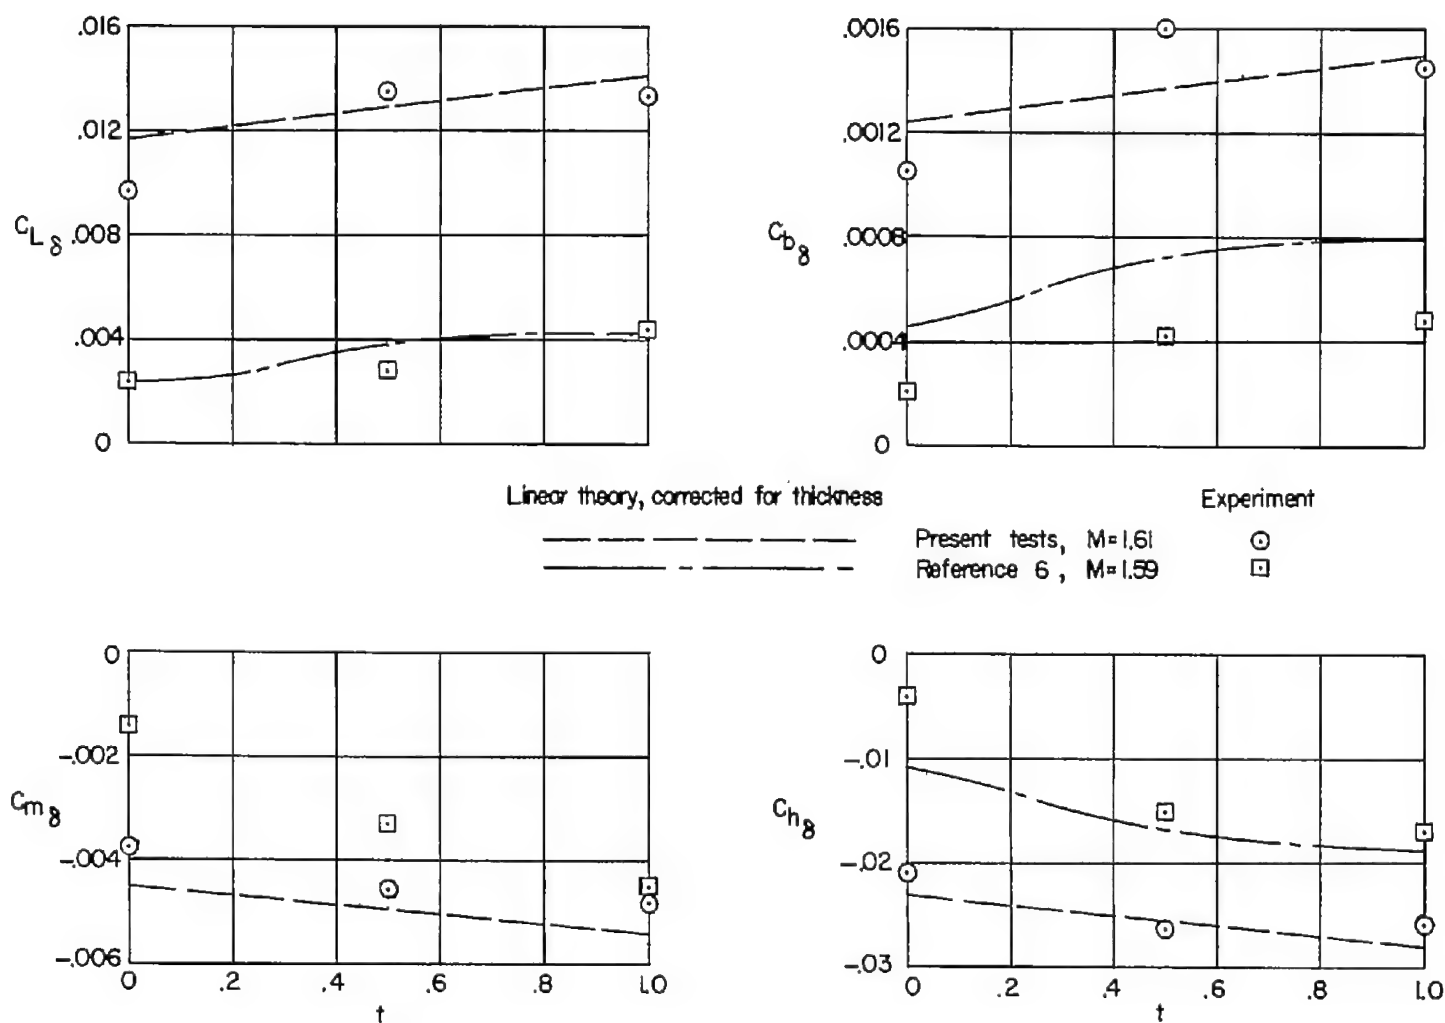 .016
.012
.008
.004
0
C_Lδ
.0016
.0012
.0008
.0004
0
C_bδ
Linear theory, corrected for thickness
Experiment
Present tests, M=1.61
Reference 6, M=1.59
0
-.002
-.004
-.006
C_mδ
0 .2 .4 .6 .8 1.0
t
0
-.01
-.02
-.03
C_hδ
0 .2 .4 .6 .8 1.0
t